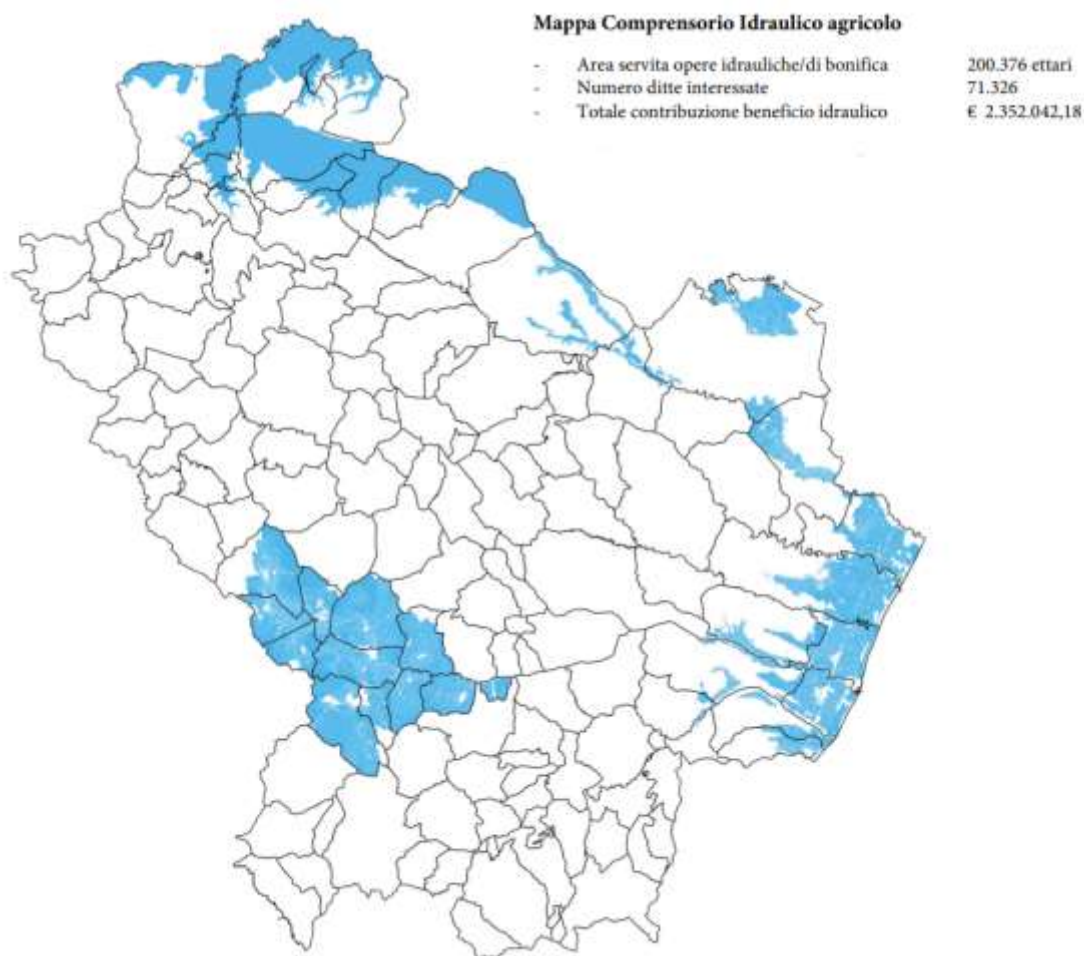 Mappa Comprensorio Idraulico agricolo
- Area servita opere idrauliche/di bonifica 200.376 ettari
- Numero ditte interessate 71.326
- Totale contribuzione beneficio idraulico € 2.352.042,18